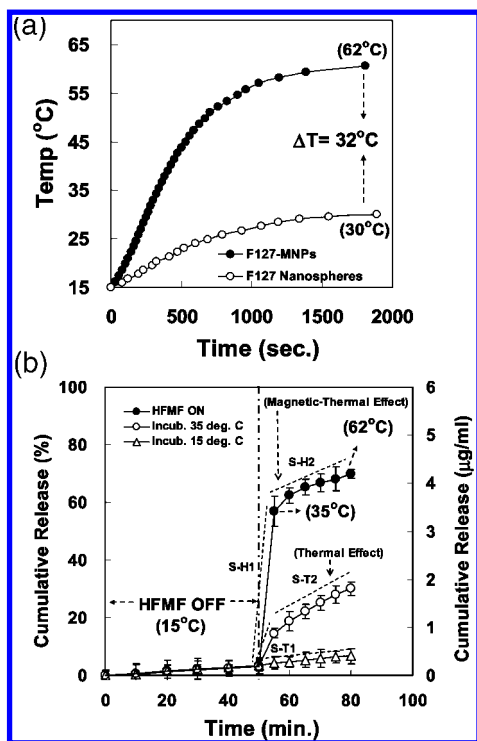 (a)
65
55
45
35
25
15
Temp (°C)
(62°C)
ΔT= 32°C
(30°C)
F127-MNPs
F127 Nanospheres
0 500 1000 1500 2000
Time (sec.)
(b)
100
80
60
40
20
0
Cumulative Release (%)
HFMF ON
Incub. 35 deg. C
Incub. 15 deg. C
(Magnetic-Thermal Effect)
(62°C)
S-H2
(35°C)
S-H1
(Thermal Effect)
S-T2
HFMF OFF
(15°C)
S-T1
6
5
4
3
2
1
0
Cumulative Release (μg/ml)
0 20 40 60 80 100
Time (min.)